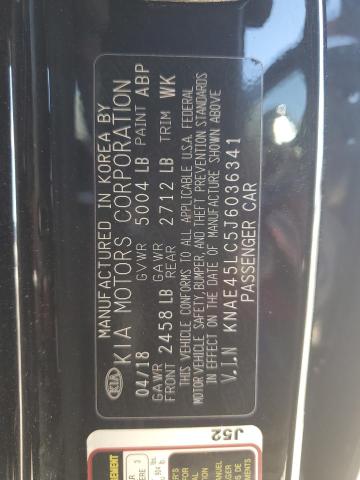 MANUFACTURED IN KOREA BY
KIA KIA MOTORS CORPORATION
04/18 GVWR 5004 LB PAINT ABP
GAWR FRONT 2458 LB GAWR REAR 2712 LB TRIM WK
THIS VEHICLE CONFORMS TO ALL APPLICABLE U.S.A. FEDERAL
MOTOR VEHICLE SAFETY, BUMPER, AND THEFT PREVENTION STANDARDS
IN EFFECT ON THE DATE OF MANUFACTURE SHOWN ABOVE
V.I.N KNAE45LC5J6036341
PASSENGER CAR
J52